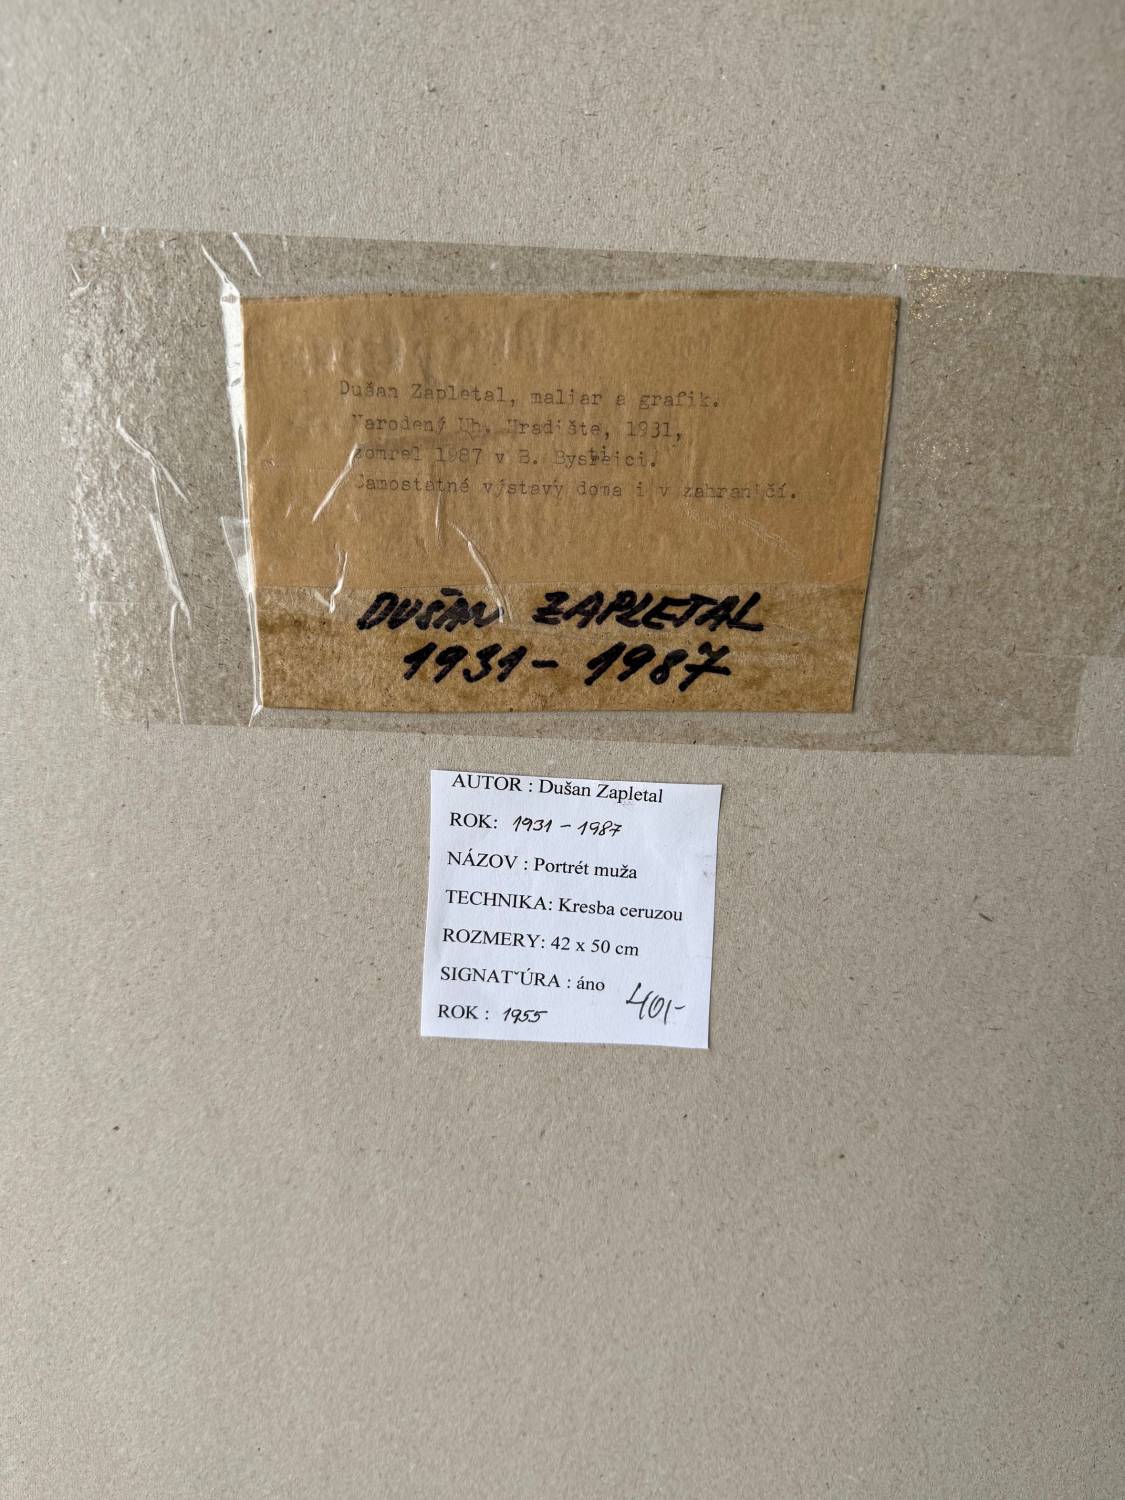 Dušan Zapletal, maliar a grafik.
Narodený Uh. Hradište, 1931,
zomrel 1987 v B. Bystrici.
Samostatné výstavy doma i v zahraničí.
DUŠAN ZAPLETAL
1931 - 1987
AUTOR : Dušan Zapletal
ROK: 1931 - 1987
NÁZOV : Portrét muža
TECHNIKA: Kresba ceruzou
ROZMERY: 42 x 50 cm
SIGNATˇÚRA : áno
40,-
ROK : 1955